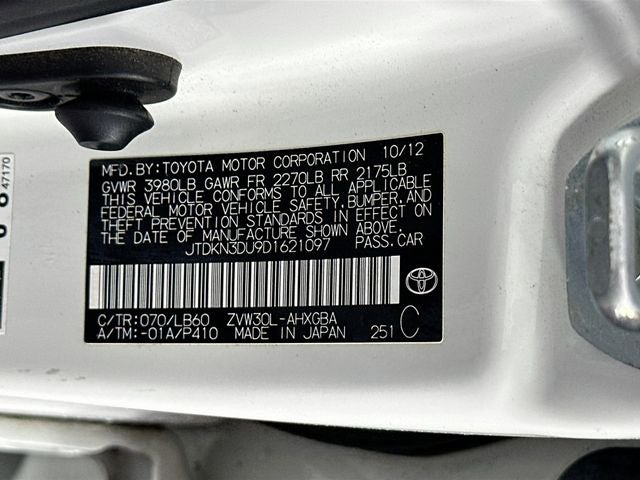 MFD.BY:TOYOTA MOTOR CORPORATION 10/12
GVWR 3980LB GAWR FR 2270LB RR 2175LB
THIS VEHICLE CONFORMS TO ALL APPLICABLE
FEDERAL MOTOR VEHICLE SAFETY,BUMPER,AND
THEFT PREVENTION STANDARDS IN EFFECT ON
THE DATE OF MANUFACTURE SHOWN ABOVE.
JTDKN3DU9D1621097 PASS.CAR
C/TR:070/LB60 ZVW30L-AHXGBA
A/TM:-01A/P410 MADE IN JAPAN 251 C
47170